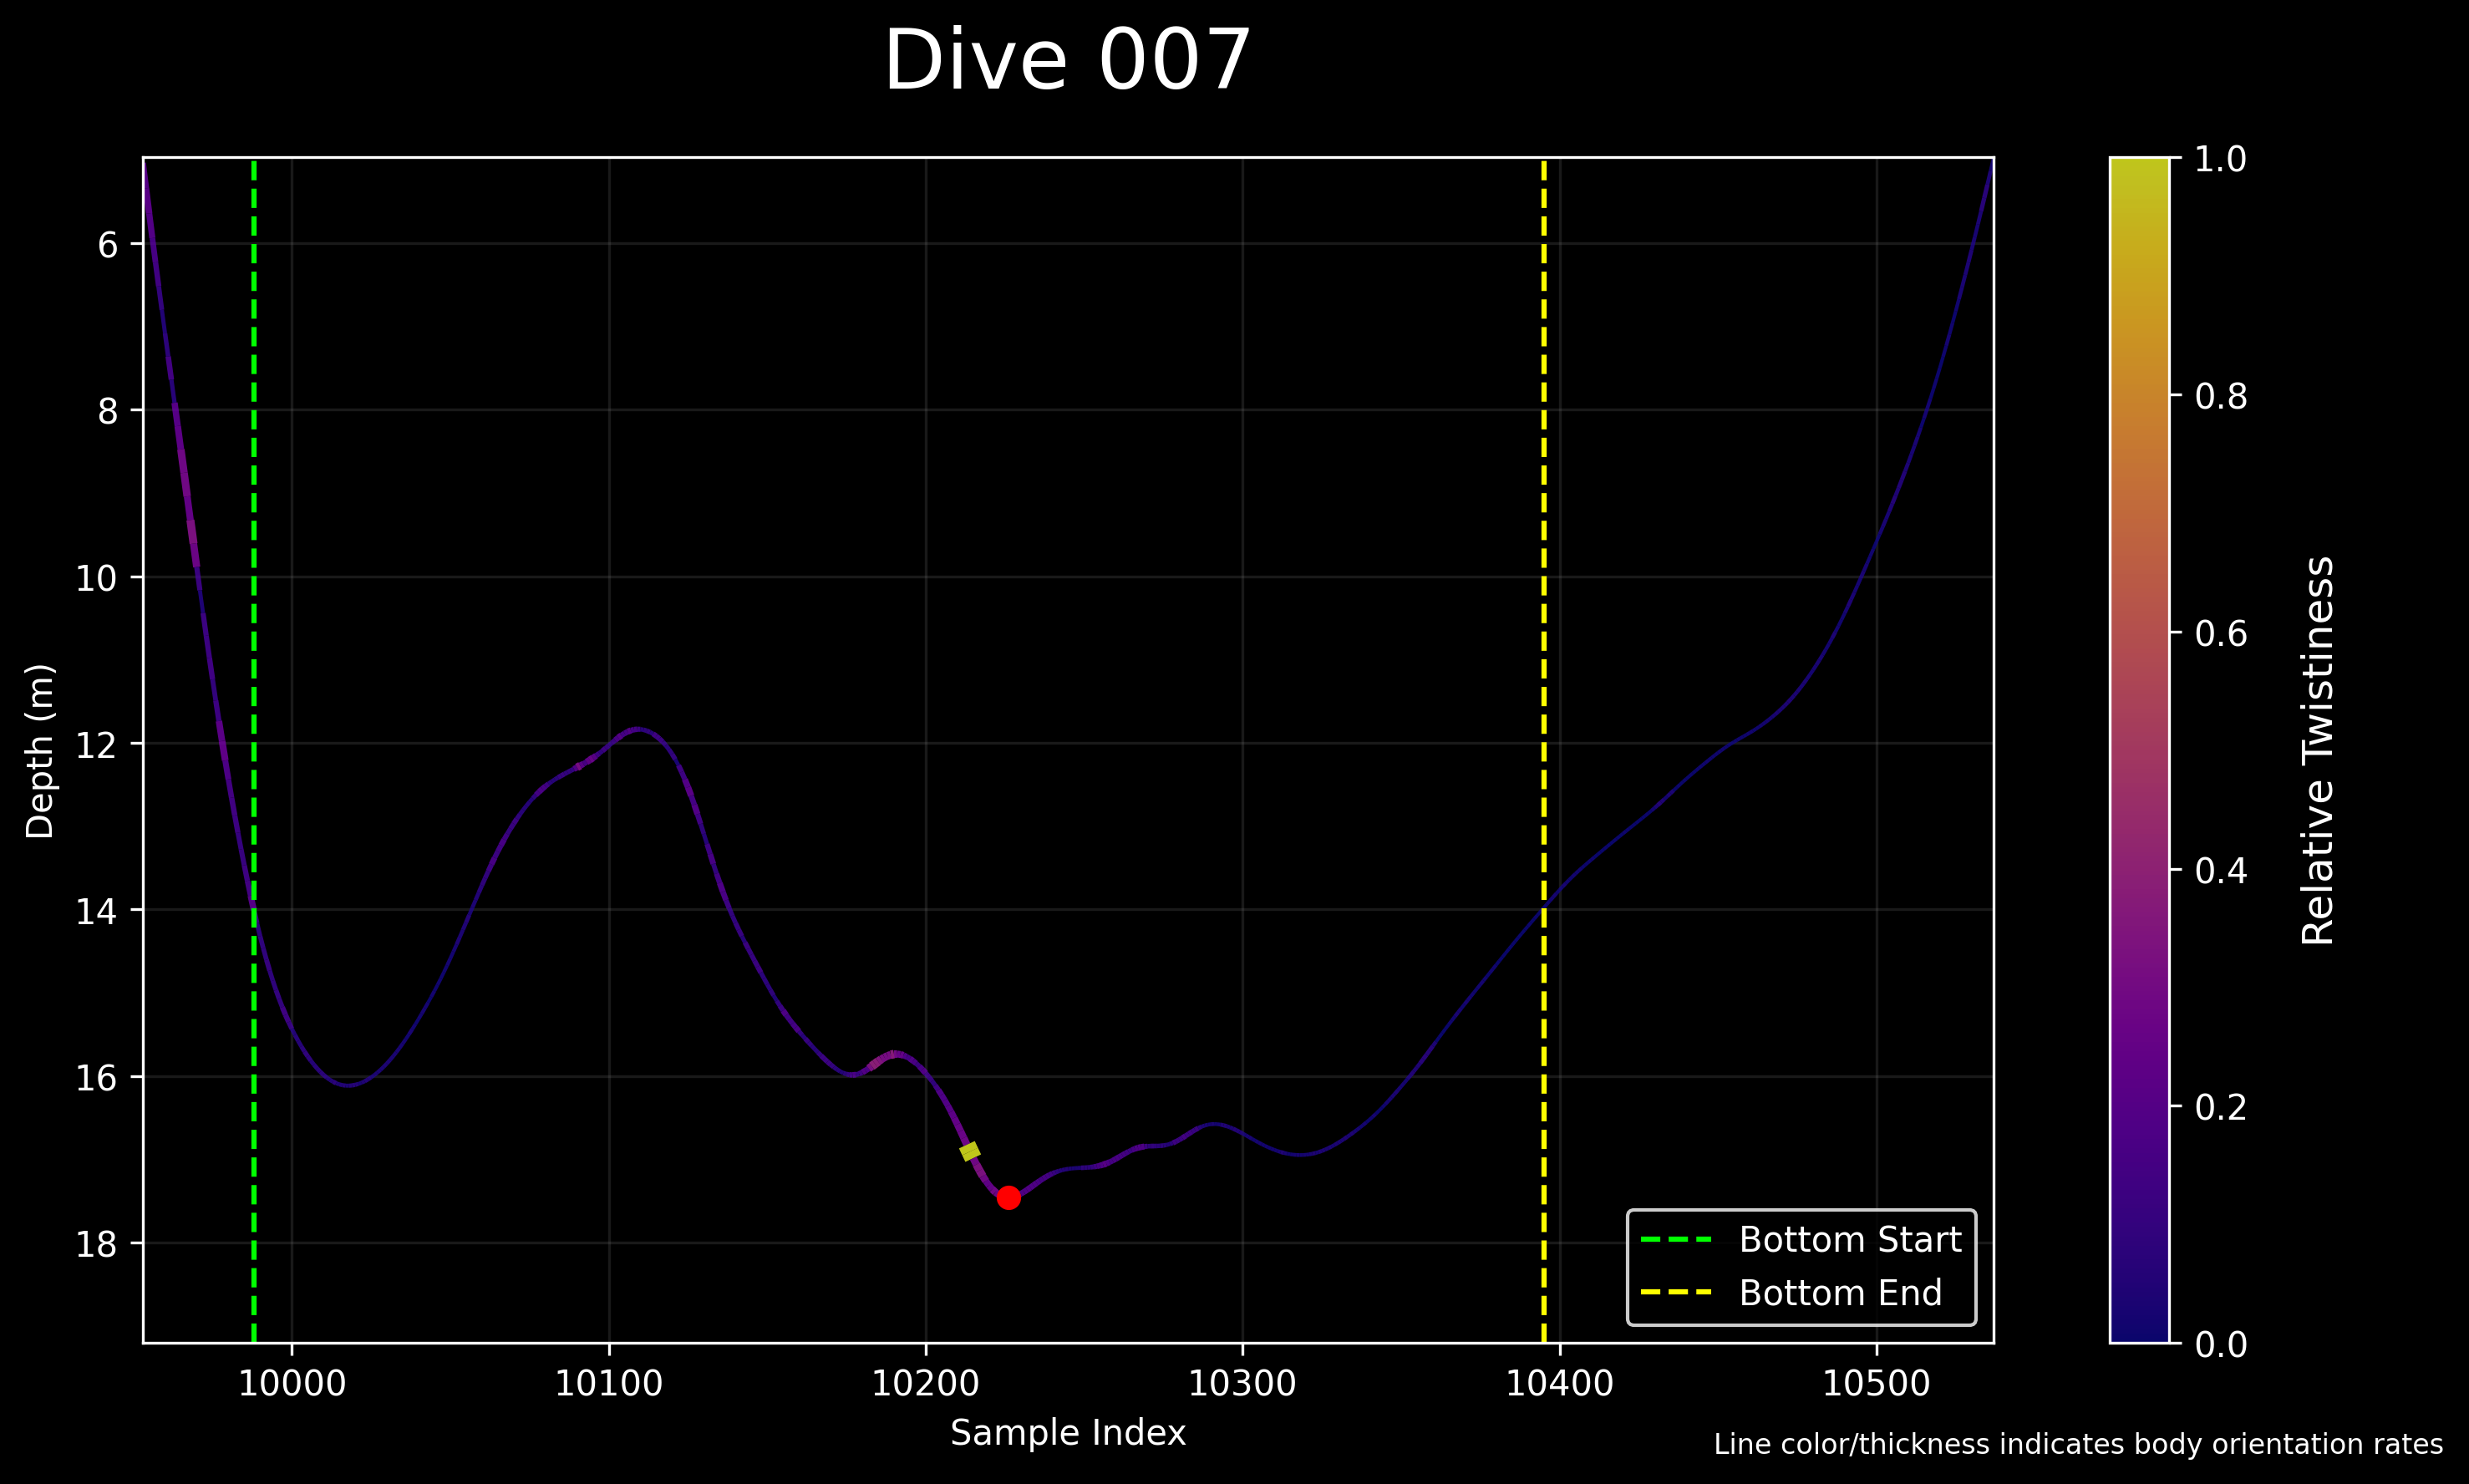 Dive 007
6
8
10
12
14
16
18
Depth (m)
10000
10100
10200
10300
10400
10500
Sample Index
Bottom Start
Bottom End
1.0
0.8
0.6
0.4
0.2
0.0
Relative Twistiness
Line color/thickness indicates body orientation rates